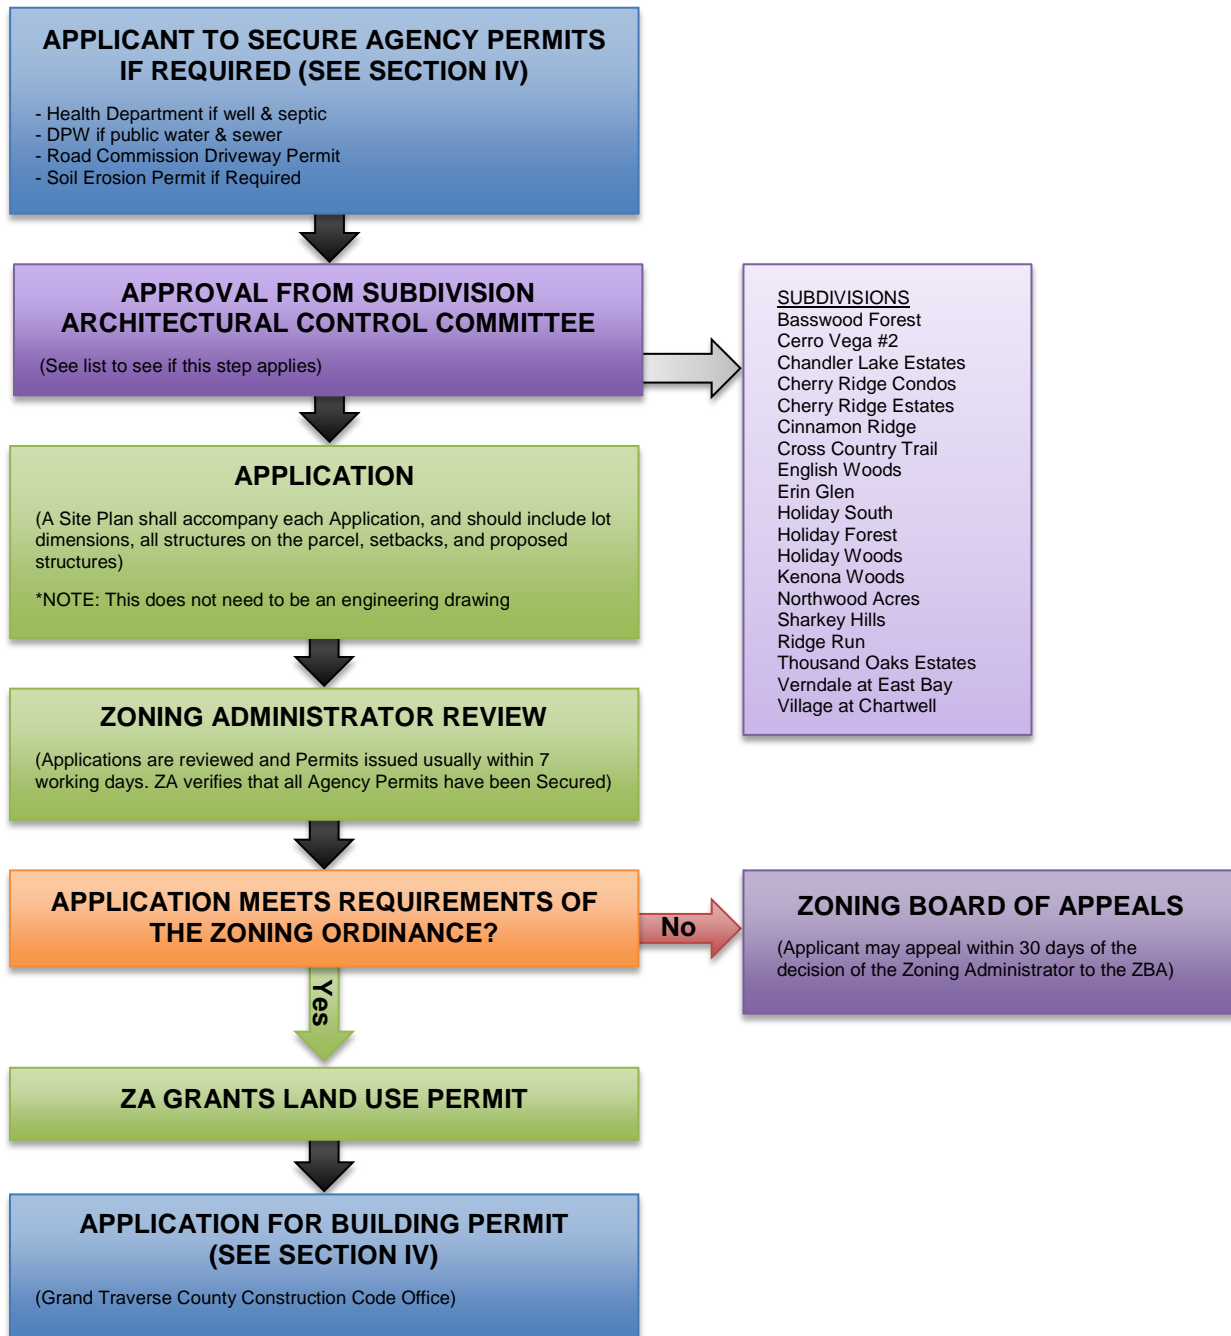 APPLICANT TO SECURE AGENCY PERMITS
IF REQUIRED (SEE SECTION IV)
- Health Department if well & septic
- DPW if public water & sewer
- Road Commission Driveway Permit
- Soil Erosion Permit if Required
APPROVAL FROM SUBDIVISION
ARCHITECTURAL CONTROL COMMITTEE
(See list to see if this step applies)
SUBDIVISIONS
Basswood Forest
Cerro Vega #2
Chandler Lake Estates
Cherry Ridge Condos
Cherry Ridge Estates
Cinnamon Ridge
Cross Country Trail
English Woods
Erin Glen
Holiday South
Holiday Forest
Holiday Woods
Kenona Woods
Northwood Acres
Sharkey Hills
Ridge Run
Thousand Oaks Estates
Verndale at East Bay
Village at Chartwell
APPLICATION
(A Site Plan shall accompany each Application, and should include lot
dimensions, all structures on the parcel, setbacks, and proposed
structures)
*NOTE: This does not need to be an engineering drawing
ZONING ADMINISTRATOR REVIEW
(Applications are reviewed and Permits issued usually within 7
working days. ZA verifies that all Agency Permits have been Secured)
APPLICATION MEETS REQUIREMENTS OF
THE ZONING ORDINANCE?
No
ZONING BOARD OF APPEALS
(Applicant may appeal within 30 days of the
decision of the Zoning Administrator to the ZBA)
Yes
ZA GRANTS LAND USE PERMIT
APPLICATION FOR BUILDING PERMIT
(SEE SECTION IV)
(Grand Traverse County Construction Code Office)